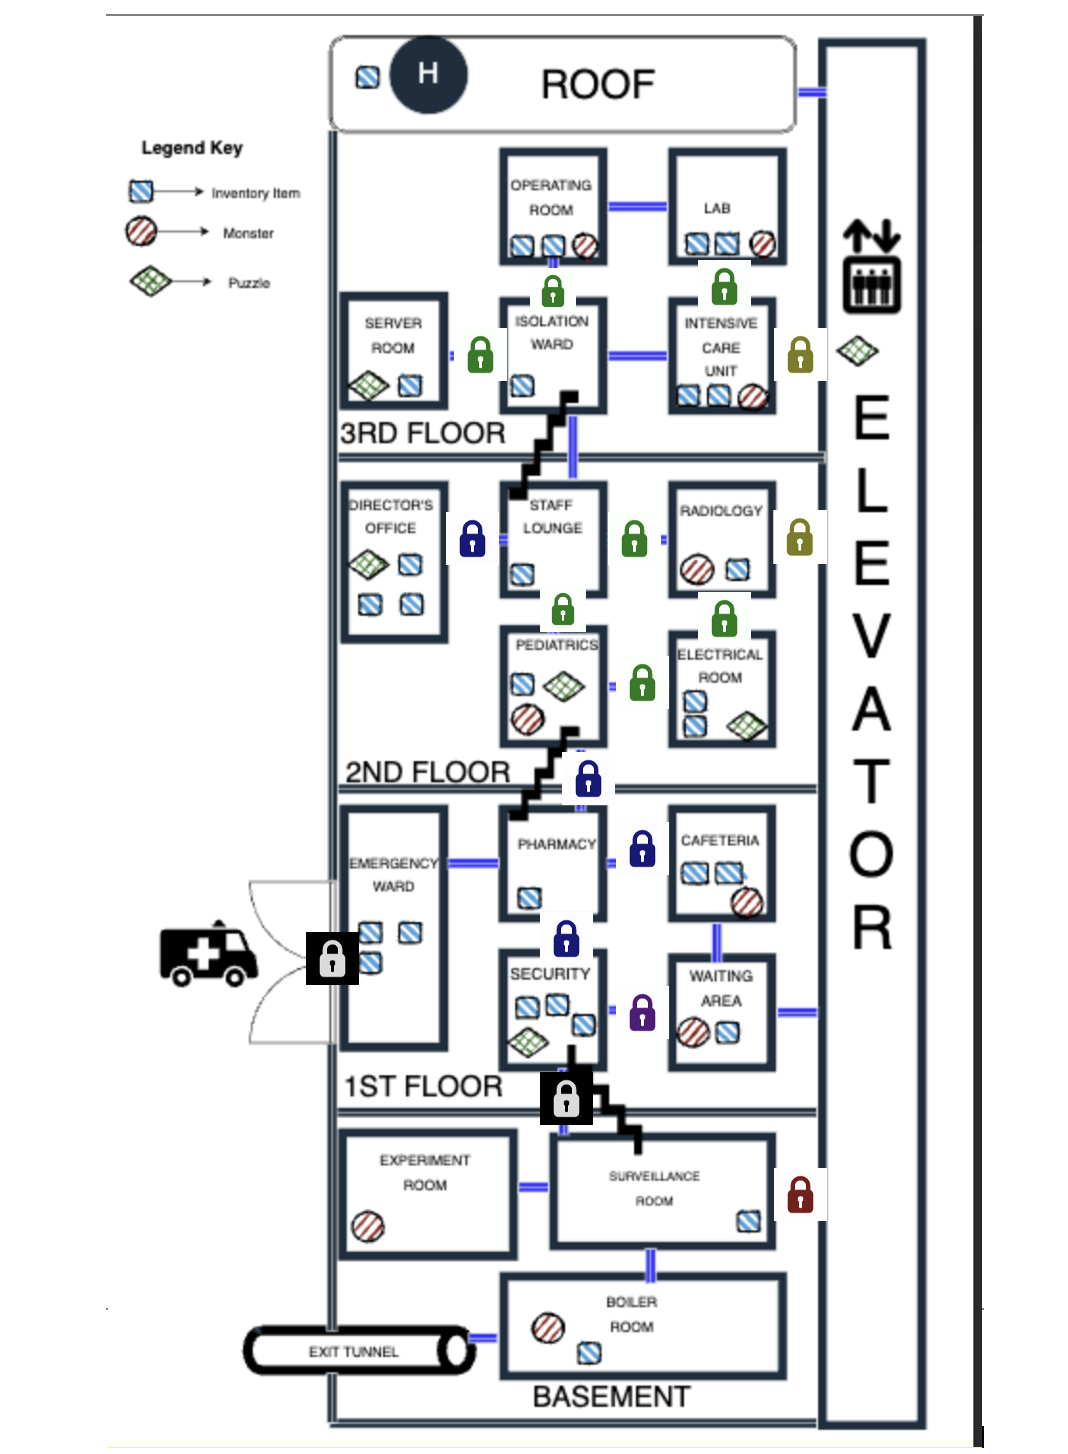 H
ROOF
Legend Key
Inventory Item
Monster
Puzzle
OPERATING
ROOM
LAB
SERVER
ROOM
ISOLATION
WARD
INTENSIVE
CARE
UNIT
3RD FLOOR
DIRECTOR'S
OFFICE
STAFF
LOUNGE
RADIOLOGY
PEDIATRICS
ELECTRICAL
ROOM
2ND FLOOR
EMERGENCY
WARD
PHARMACY
CAFETERIA
SECURITY
WAITING
AREA
1ST FLOOR
EXPERIMENT
ROOM
SURVEILLANCE
ROOM
BOILER
ROOM
EXIT TUNNEL
BASEMENT
E
L
E
V
A
T
O
R